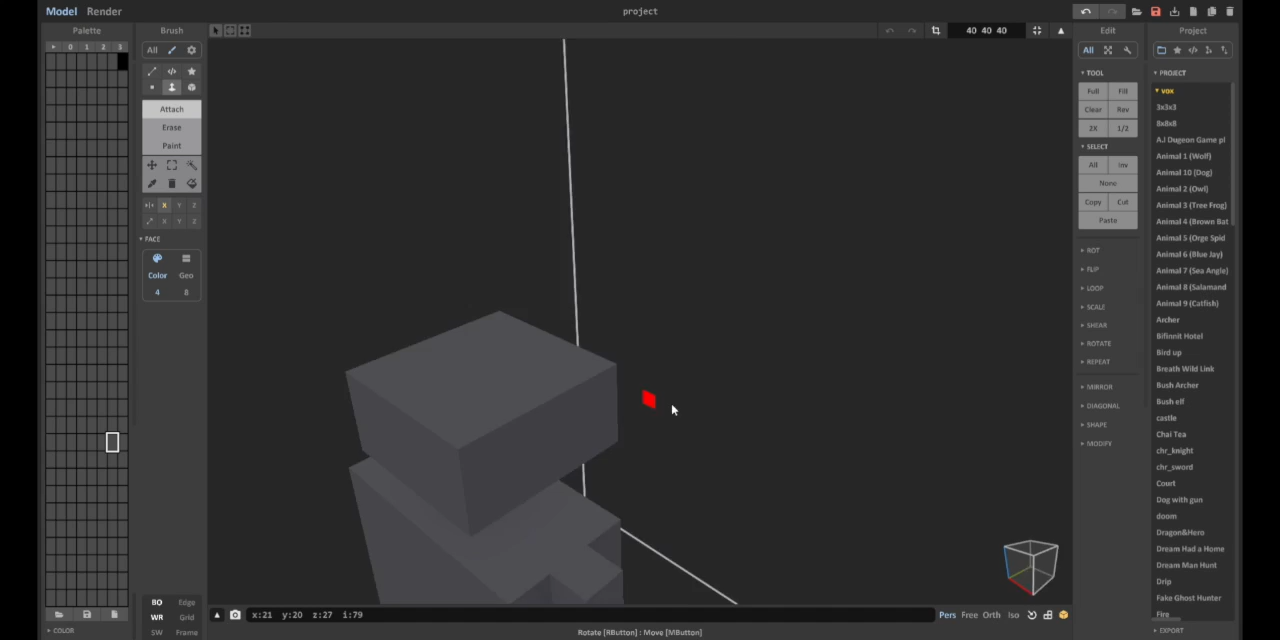 Model Render
project
Palette
0 1 2 3
COLOR
Brush
All
Attach
Erase
Paint
X Y Z
X Y Z
FACE
Color Geo
4 8
BO Edge
WR Grid
SW Frame
40 40 40
x:21 y:20 z:27 i:79
Pers Free Orth Iso
Rotate [RButton] : Move [MButton]
Edit
All
TOOL
Full Fill
Clear Rev
2X 1/2
SELECT
All Inv
None
Copy Cut
Paste
ROT
FLIP
LOOP
SCALE
SHEAR
ROTATE
REPEAT
MIRROR
DIAGONAL
SHAPE
MODIFY
Project
PROJECT
vox
3x3x3
8x8x8
A.I Dugeon Game pl
Animal 1 (Wolf)
Animal 10 (Dog)
Animal 2 (Owl)
Animal 3 (Tree Frog)
Animal 4 (Brown Bat
Animal 5 (Orge Spid
Animal 6 (Blue Jay)
Animal 7 (Sea Angle)
Animal 8 (Salamand
Animal 9 (Catfish)
Archer
Bifinnit Hotel
Bird up
Breath Wild Link
Bush Archer
Bush elf
castle
Chai Tea
chr_knight
chr_sword
Court
Dog with gun
doom
Dragon&Hero
Dream Had a Home
Dream Man Hunt
Drip
Fake Ghost Hunter
Fire
EXPORT